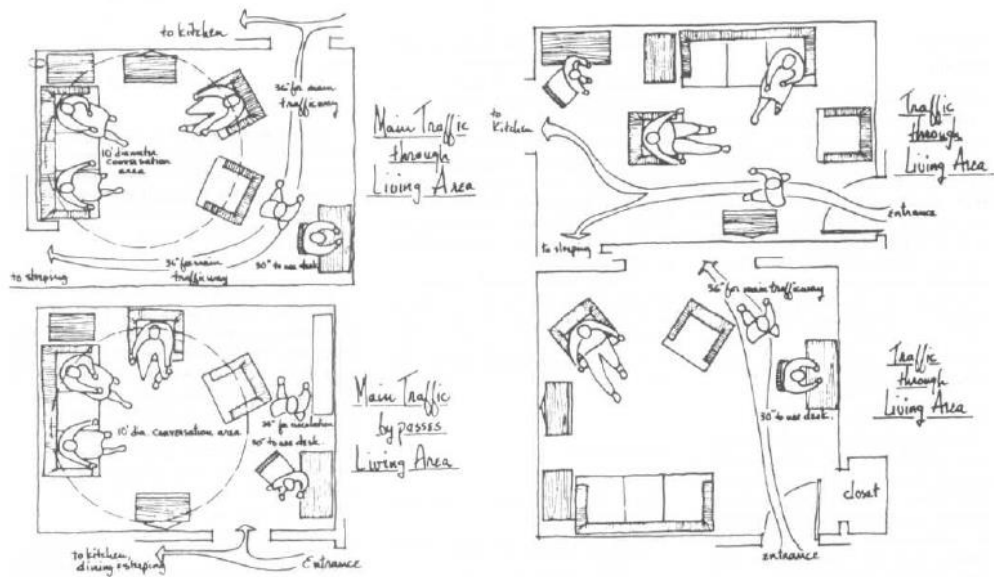 to kitchen
36" for main
trafficway
10' diameter
conversation
area
36" for main
trafficway
30" to use desk
to sleeping
Main Traffic
through
Living Area
to
Kitchen
entrance
to sleeping
Traffic
through
Living Area
10' dia. conversation area
30" to use desk.
to kitchen,
dining & sleeping
Entrance
Main Traffic
bypasses
Living Area
36" for main trafficway
30" to use desk.
closet
entrance
Traffic
through
Living Area